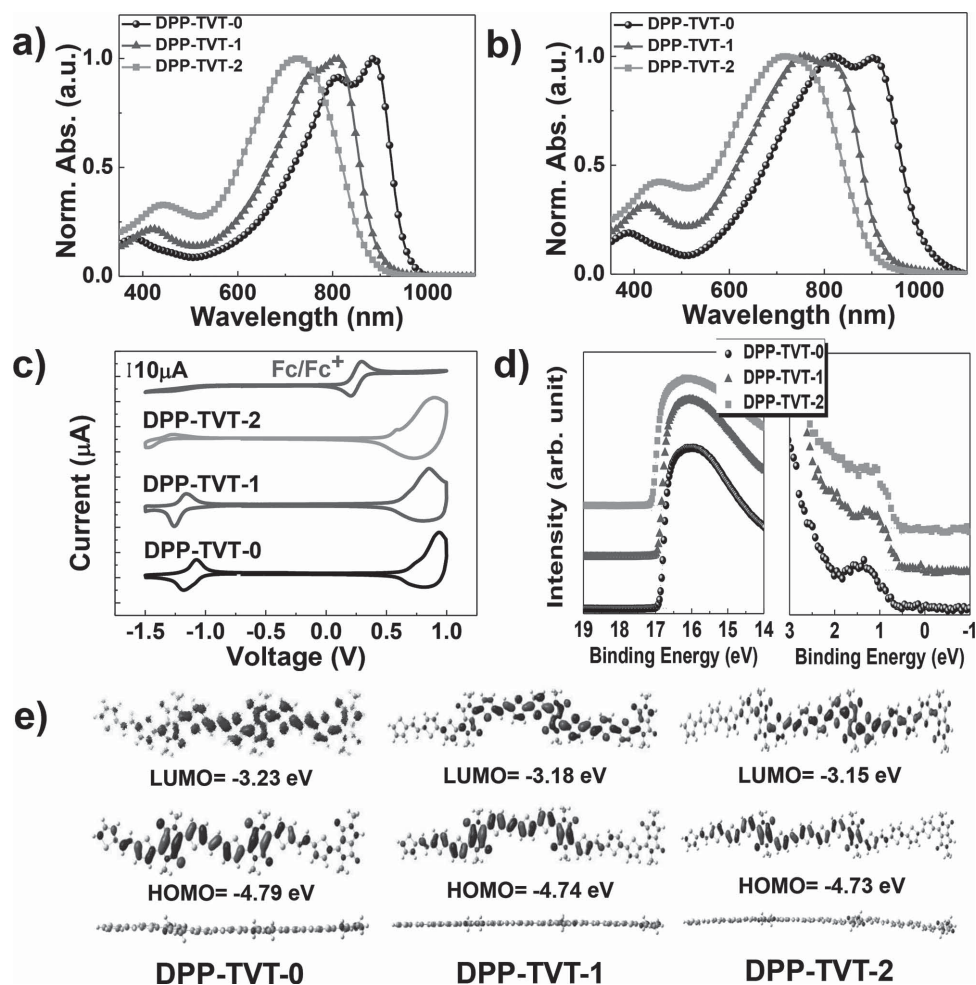 a)
DPP-TVT-0
DPP-TVT-1
DPP-TVT-2
1.0
0.5
0.0
Norm. Abs. (a.u.)
400 600 800 1000
Wavelength (nm)
b)
DPP-TVT-0
DPP-TVT-1
DPP-TVT-2
1.0
0.5
0.0
Norm. Abs. (a.u.)
400 600 800 1000
Wavelength (nm)
c)
10μA
Fc/Fc+
DPP-TVT-2
DPP-TVT-1
DPP-TVT-0
Current (μA)
-1.5 -1.0 -0.5 0.0 0.5 1.0
Voltage (V)
d)
DPP-TVT-0
DPP-TVT-1
DPP-TVT-2
Intensity (arb. unit)
19 18 17 16 15 14
Binding Energy (eV)
3 2 1 0 -1
Binding Energy (eV)
e)
LUMO= -3.23 eV
LUMO= -3.18 eV
LUMO= -3.15 eV
HOMO= -4.79 eV
HOMO= -4.74 eV
HOMO= -4.73 eV
DPP-TVT-0
DPP-TVT-1
DPP-TVT-2